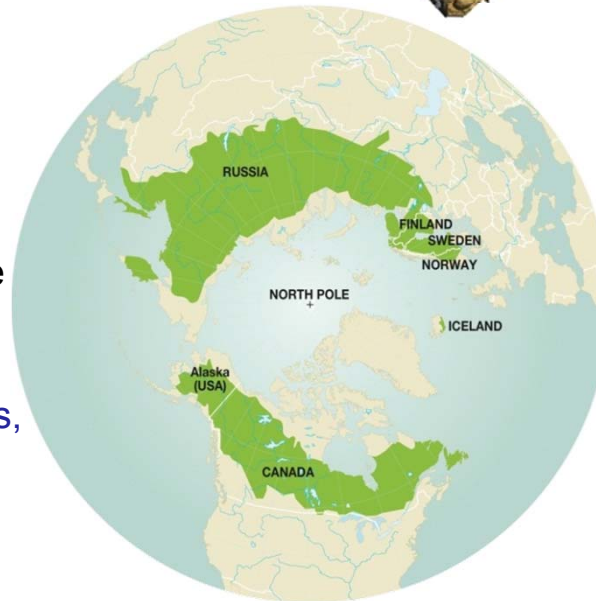 RUSSIA
FINLAND
SWEDEN
NORWAY
e
NORTH POLE
ICELAND
Alaska
(USA)
s,
CANADA